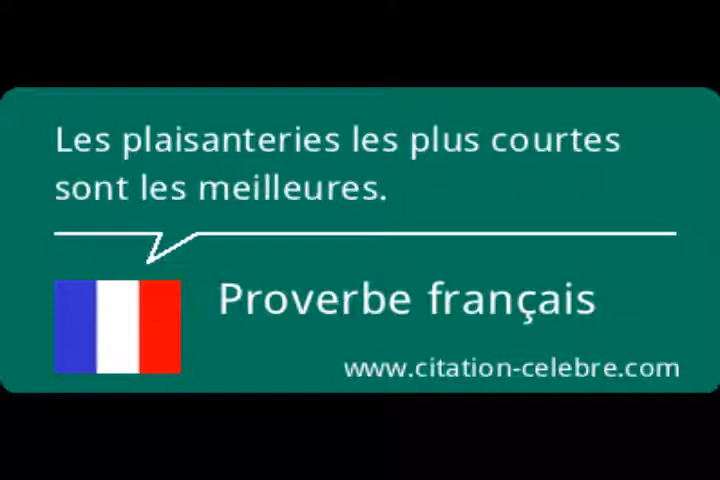 Les plaisanteries les plus courtes
sont les meilleures.
Proverbe français
www.citation-celebre.com